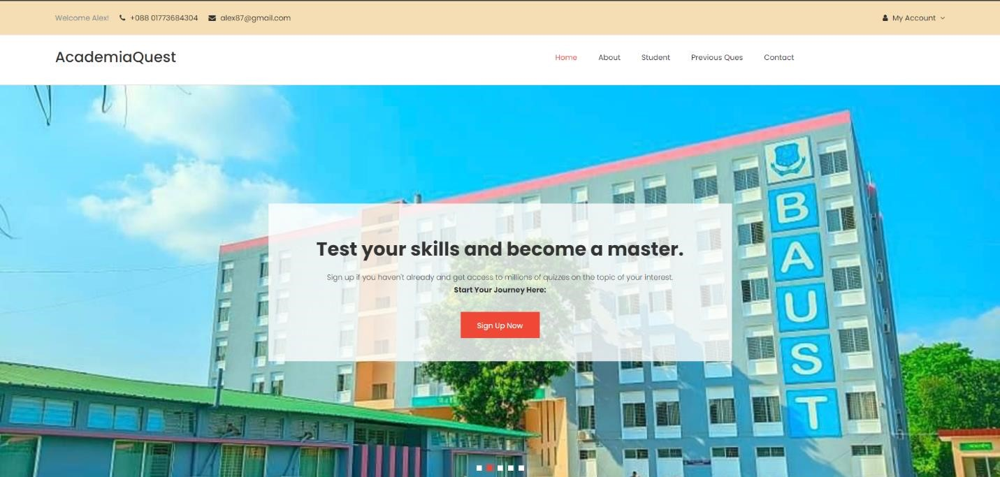 Welcome Alex! +088 01773684304 alex87@gmail.com My Account
AcademiaQuest Home About Student Previous Ques Contact
Test your skills and become a master.
Sign up if you haven't already and get access to millions of quizzes on the topic of your interest.
Start Your Journey Here:
Sign Up Now
B
A
U
S
T